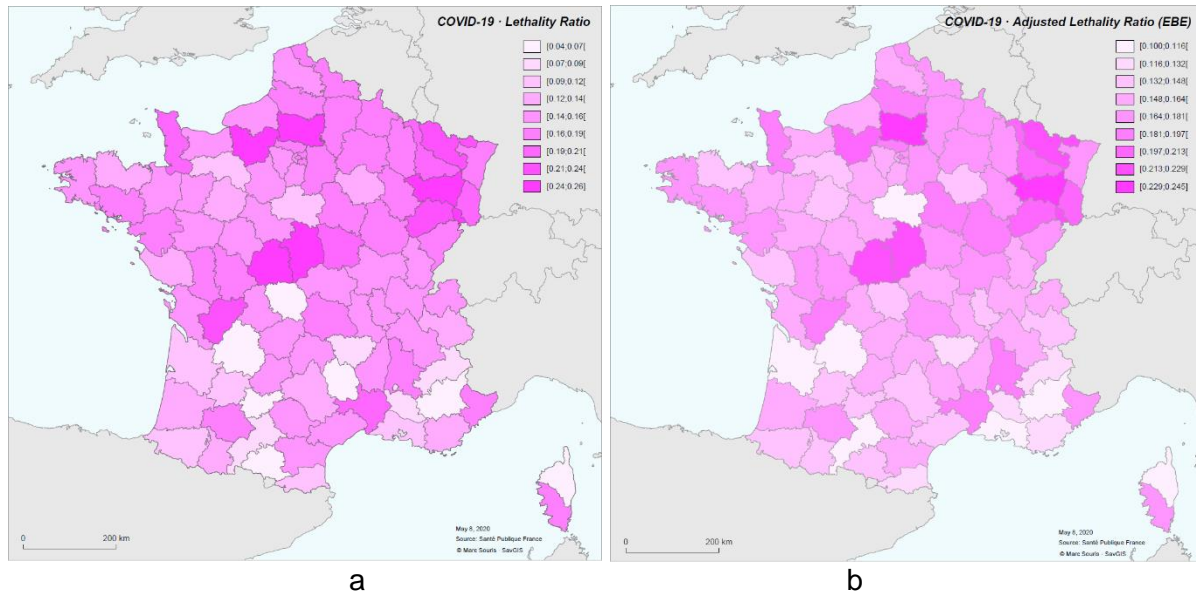 COVID-19 · Lethality Ratio
[0.04;0.07[
[0.07;0.09[
[0.09;0.12[
[0.12;0.14[
[0.14;0.16[
[0.16;0.19[
[0.19;0.21[
[0.21;0.24[
[0.24;0.26[
May 8, 2020
Source: Santé Publique France
© Marc Souris - SavGIS
0 200 km
a
COVID-19 · Adjusted Lethality Ratio (EBE)
[0.100;0.116[
[0.116;0.132[
[0.132;0.148[
[0.148;0.164[
[0.164;0.181[
[0.181;0.197[
[0.197;0.213[
[0.213;0.229[
[0.229;0.245[
May 8, 2020
Source: Santé Publique France
© Marc Souris - SavGIS
0 200 km
b